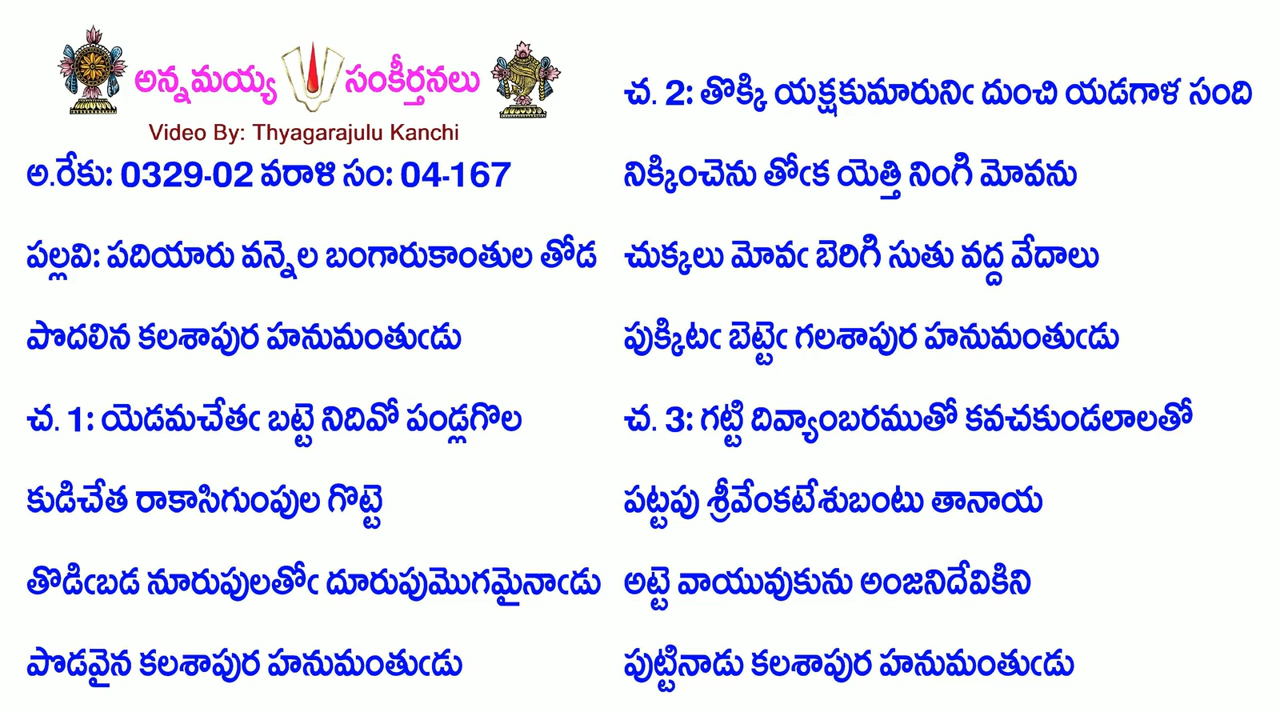 అన్నమయ్య సంకీర్తనలు
Video By: Thyagarajulu Kanchi
అ.రేకు: 0329-02 వరాళి సం: 04-167
పల్లవి: పదియారు వన్నెల బంగారుకాంతుల తోడ
పొదలిన కలశాపుర హనుమంతుఁడు
చ. 1: యెడమచేతఁ బట్టె నిదివో పండ్లగొల
కుడిచేత రాకాసిగుంపుల గొట్టె
తొడిఁబడ నూరుపులతోఁ దూరుపుమొగమైనాఁడు
పొడవైన కలశాపుర హనుమంతుఁడు
చ. 2: తొక్కి యక్షకుమారునిఁ దుంచి యడగాళ సంది
నిక్కించెను తోఁక యెత్తి నింగి మోవను
చుక్కలు మోవఁ బెరిగి సుతు వద్ద వేదాలు
పుక్కిటఁ బెట్టెఁ గలశాపుర హనుమంతుఁడు
చ. 3: గట్టి దివ్యాంబరముతో కవచకుండలాలతో
పట్టపు శ్రీవేంకటేశుబంటు తానాయ
అట్టె వాయువుకును అంజనిదేవికిని
పుట్టినాడు కలశాపుర హనుమంతుఁడు